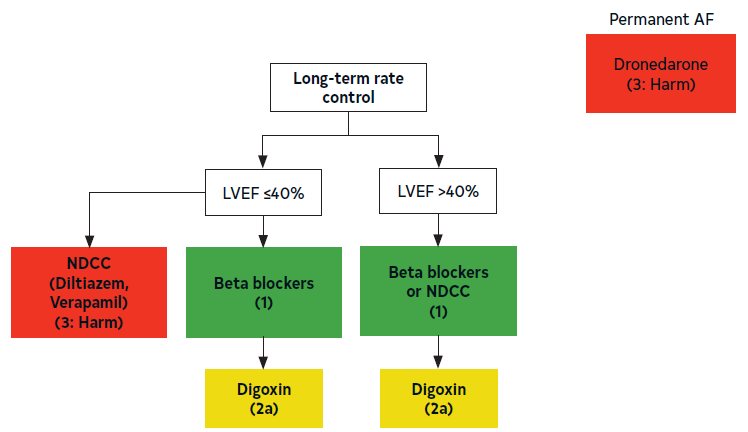 Permanent AF
Dronedarone
(3: Harm)
Long-term rate
control
LVEF ≤40%
LVEF >40%
NDCC
(Diltiazem,
Verapamil)
(3: Harm)
Beta blockers
(1)
Beta blockers
or NDCC
(1)
Digoxin
(2a)
Digoxin
(2a)